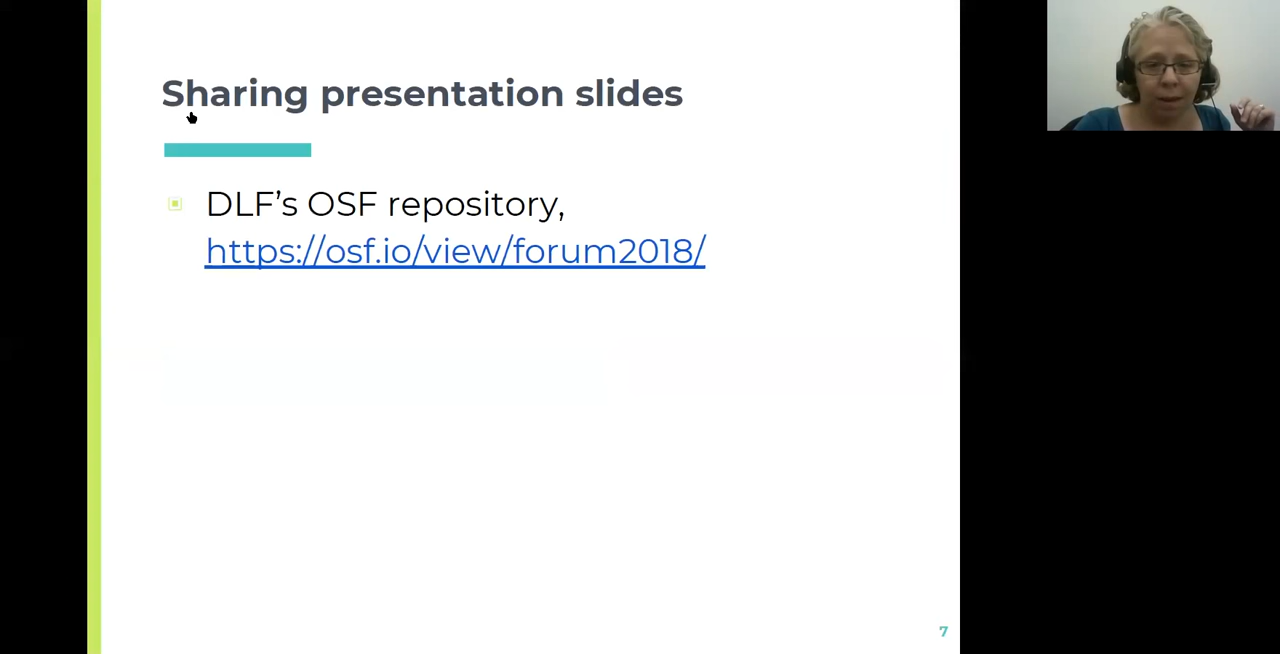 Sharing presentation slides
DLF's OSF repository,
https://osf.io/view/forum2018/
7